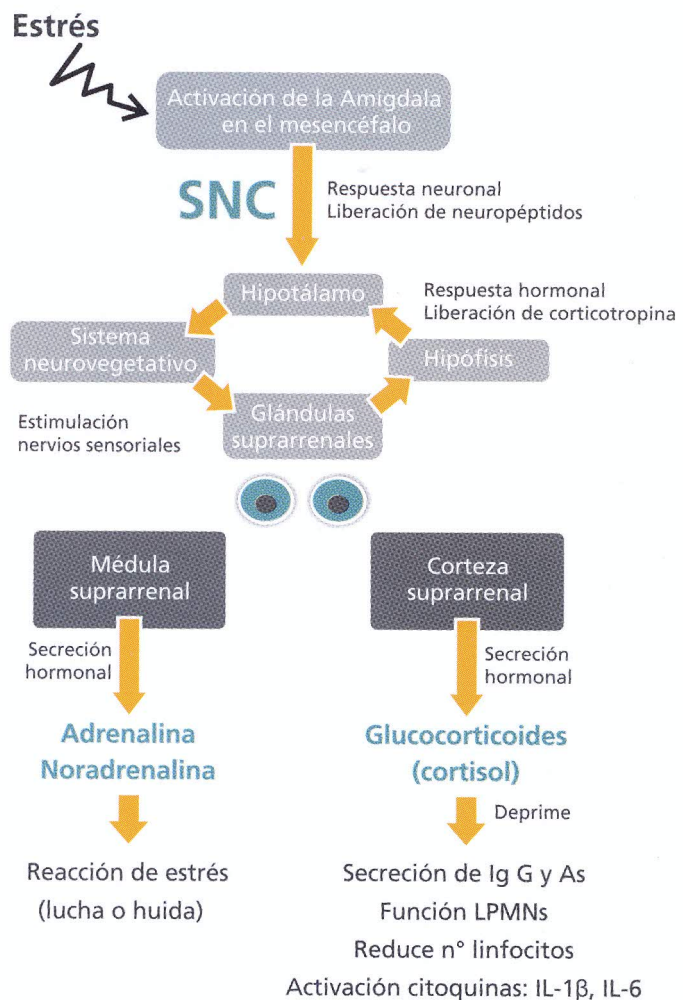 Estrés
Activación de la Amígdala
en el mesencéfalo
SNC
Respuesta neuronal
Liberación de neuropéptidos
Hipotálamo
Respuesta hormonal
Liberación de corticotropina
Sistema
neurovegetativo
Hipófisis
Estimulación
nervios sensoriales
Glándulas
suprarrenales
Médula
suprarrenal
Corteza
suprarrenal
Secreción
hormonal
Secreción
hormonal
Adrenalina
Noradrenalina
Glucocorticoides
(cortisol)
Deprime
Reacción de estrés
(lucha o huida)
Secreción de Ig G y As
Función LPMNs
Reduce n° linfocitos
Activación citoquinas: IL-1β, IL-6